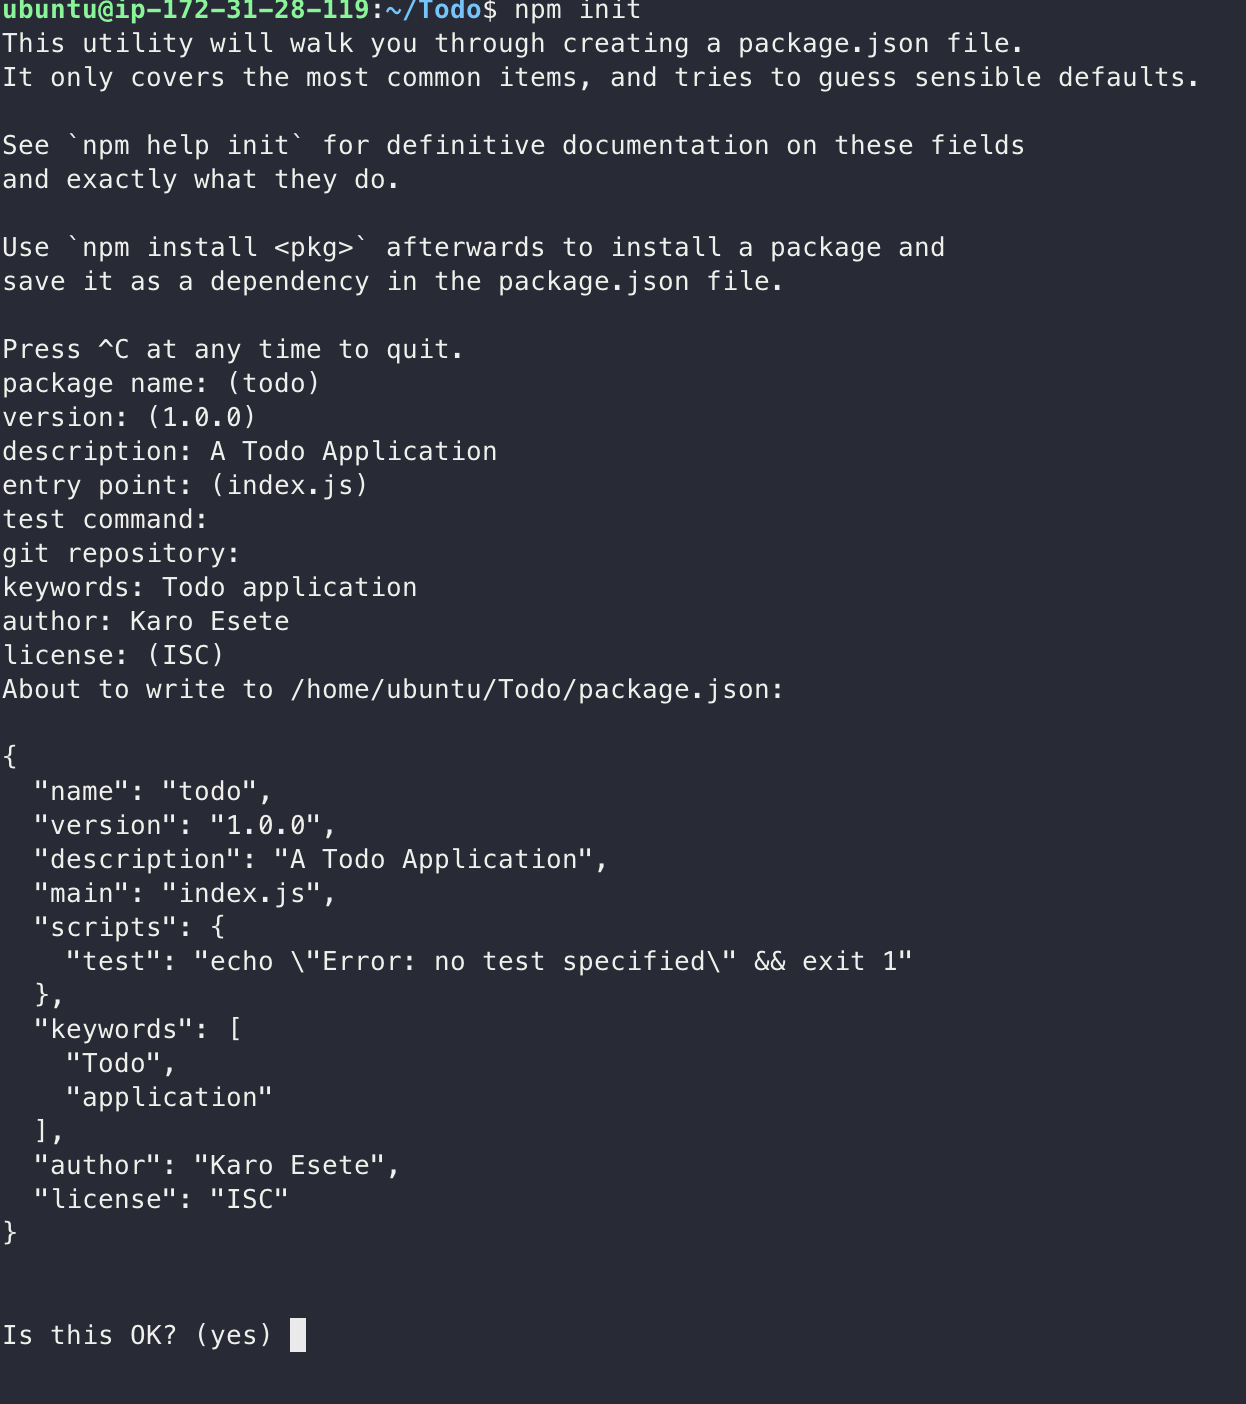 ubuntu@ip-172-31-28-119:~/Todo$ npm init
This utility will walk you through creating a package.json file.
It only covers the most common items, and tries to guess sensible defaults.
See `npm help init` for definitive documentation on these fields
and exactly what they do.
Use `npm install <pkg>` afterwards to install a package and
save it as a dependency in the package.json file.
Press ^C at any time to quit.
package name: (todo)
version: (1.0.0)
description: A Todo Application
entry point: (index.js)
test command:
git repository:
keywords: Todo application
author: Karo Esete
license: (ISC)
About to write to /home/ubuntu/Todo/package.json:
{
  "name": "todo",
  "version": "1.0.0",
  "description": "A Todo Application",
  "main": "index.js",
  "scripts": {
    "test": "echo \"Error: no test specified\" && exit 1"
  },
  "keywords": [
    "Todo",
    "application"
  ],
  "author": "Karo Esete",
  "license": "ISC"
}
Is this OK? (yes)